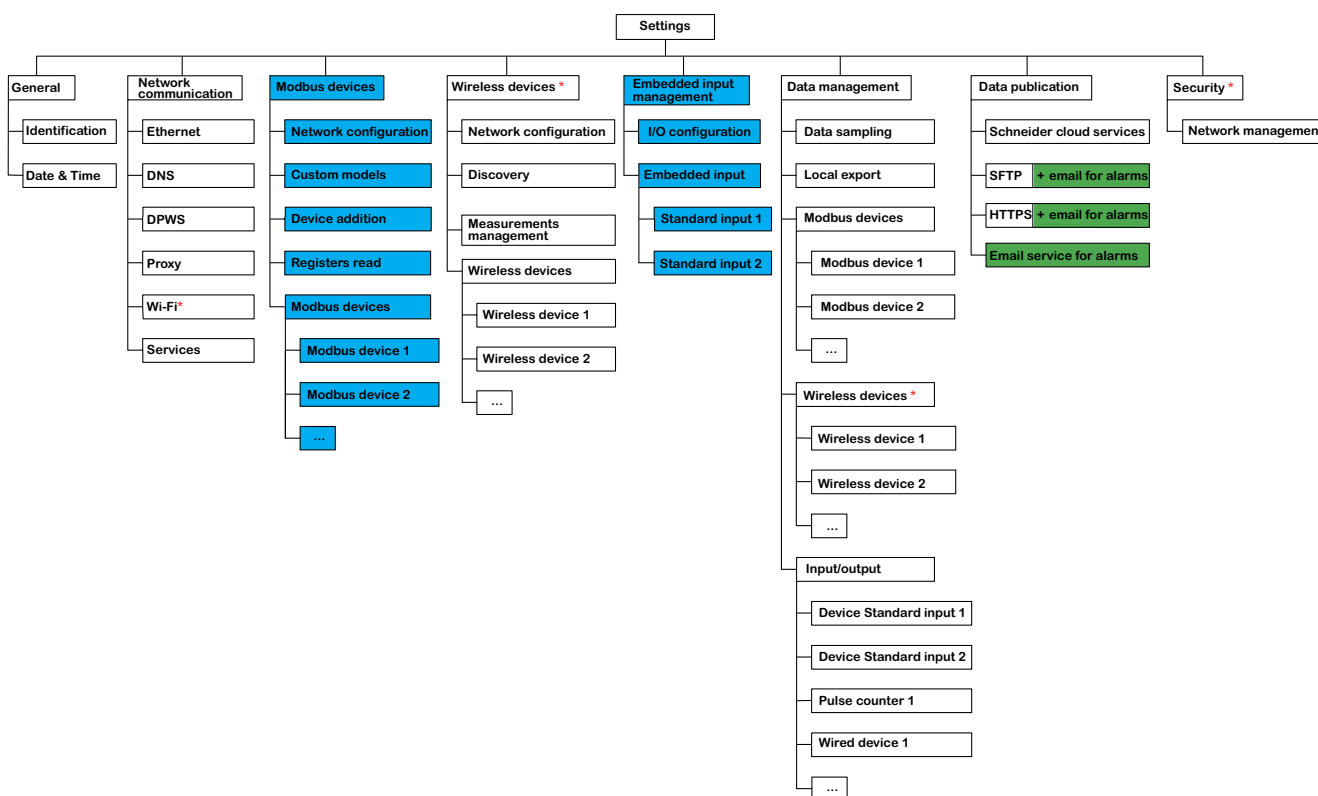 Settings
General
Identification
Date & Time
Network
communication
Ethernet
DNS
DPWS
Proxy
Wi-Fi*
Services
Modbus devices
Network configuration
Custom models
Device addition
Registers read
Modbus devices
Modbus device 1
Modbus device 2
...
Wireless devices *
Network configuration
Discovery
Measurements
management
Wireless devices
Wireless device 1
Wireless device 2
...
Embedded input
management
I/O configuration
Embedded input
Standard input 1
Standard input 2
Data management
Data sampling
Local export
Modbus devices
Modbus device 1
Modbus device 2
...
Wireless devices *
Wireless device 1
Wireless device 2
...
Input/output
Device Standard input 1
Device Standard input 2
Pulse counter 1
Wired device 1
...
Data publication
Schneider cloud services
SFTP + email for alarms
HTTPS + email for alarms
Email service for alarms
Security *
Network management